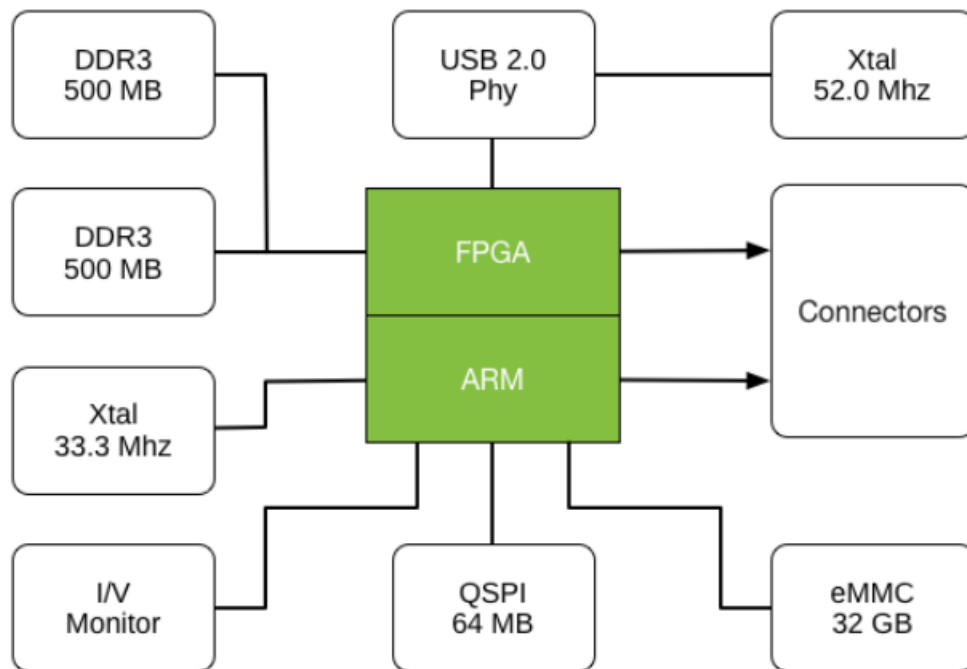 DDR3
500 MB
USB 2.0
Phy
Xtal
52.0 Mhz
DDR3
500 MB
FPGA
Connectors
Xtal
33.3 Mhz
ARM
I/V
Monitor
QSPI
64 MB
eMMC
32 GB